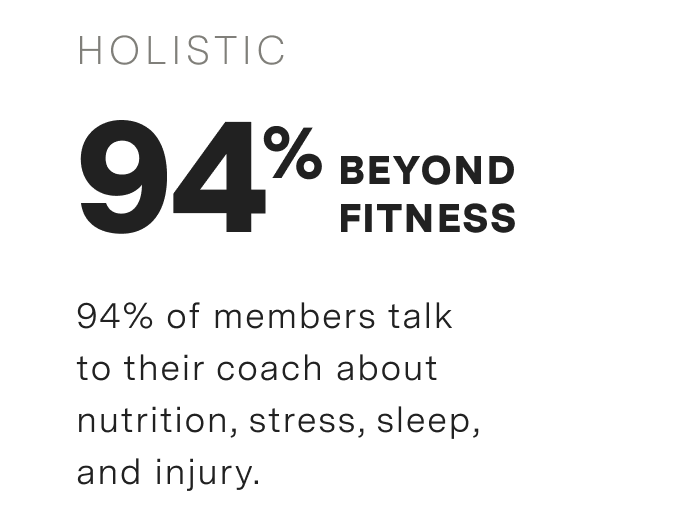 HOLISTIC
94% BEYOND
FITNESS
94% of members talk
to their coach about
nutrition, stress, sleep,
and injury.